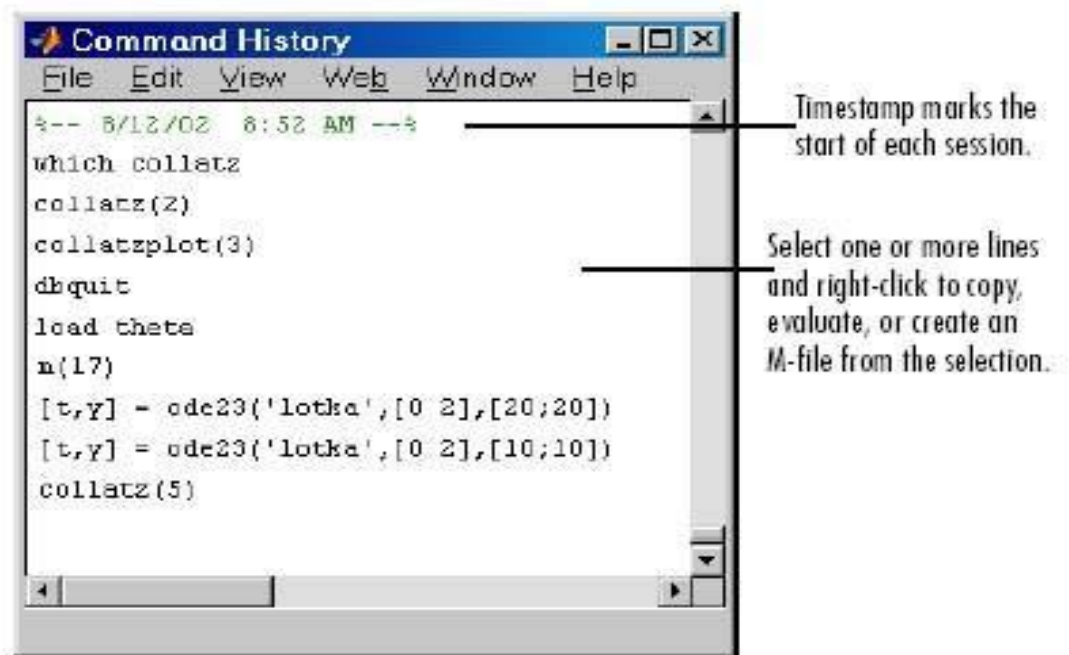 Command History
File Edit View Web Window Help
%-- 8/12/02 8:52 AM --%
which collatz
collatz(2)
collatzplot(3)
dbquit
load theta
m(17)
[t,y] = ode23('lotka',[0 2],[20;20])
[t,y] = ode23('lotka',[0 2],[10;10])
collatz(5)
Timestamp marks the
start of each session.
Select one or more lines
and right-click to copy,
evaluate, or create an
M-file from the selection.